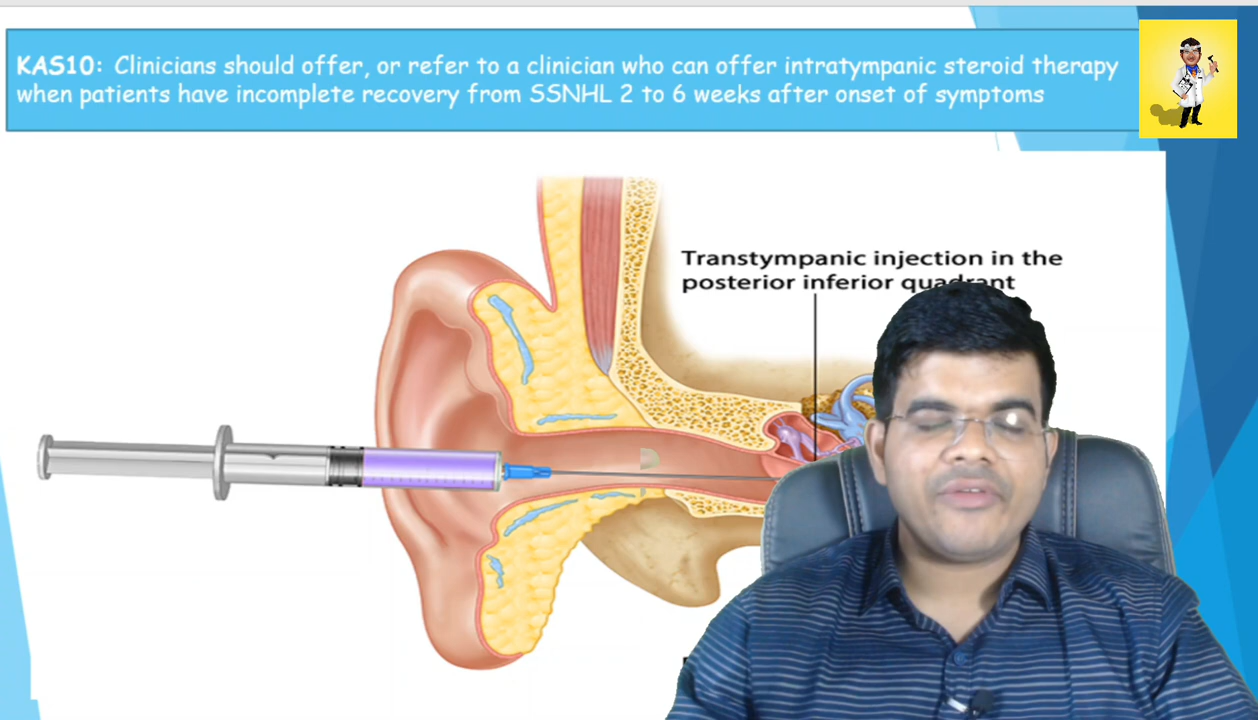 KAS10: Clinicians should offer, or refer to a clinician who can offer intratympanic steroid therapy
when patients have incomplete recovery from SSNHL 2 to 6 weeks after onset of symptoms
Transtympanic injection in the
posterior inferior quadrant